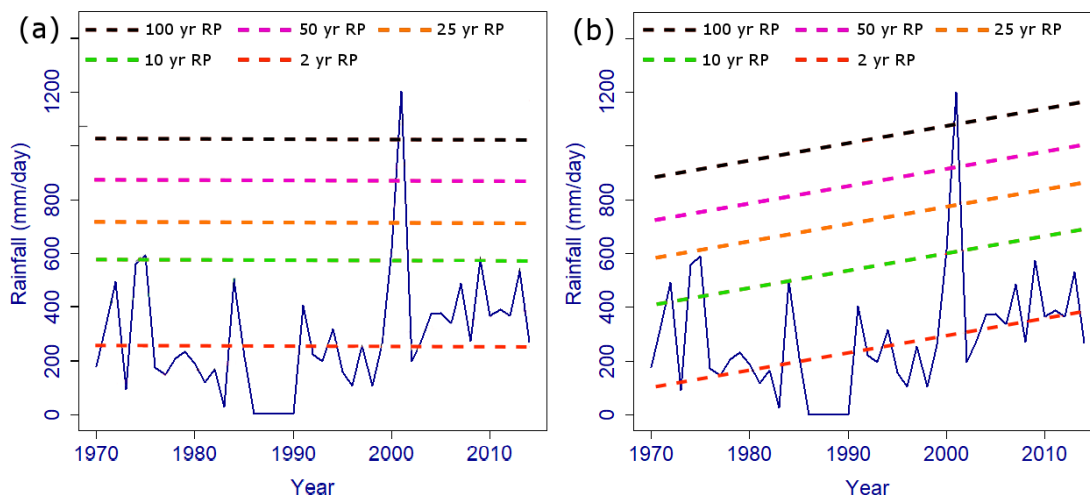 (a)
100 yr RP 50 yr RP 25 yr RP
10 yr RP 2 yr RP
Rainfall (mm/day)
1200
800
600
400
200
0
1970 1980 1990 2000 2010
Year
(b)
100 yr RP 50 yr RP 25 yr RP
10 yr RP 2 yr RP
Rainfall (mm/day)
1200
800
600
400
200
0
1970 1980 1990 2000 2010
Year